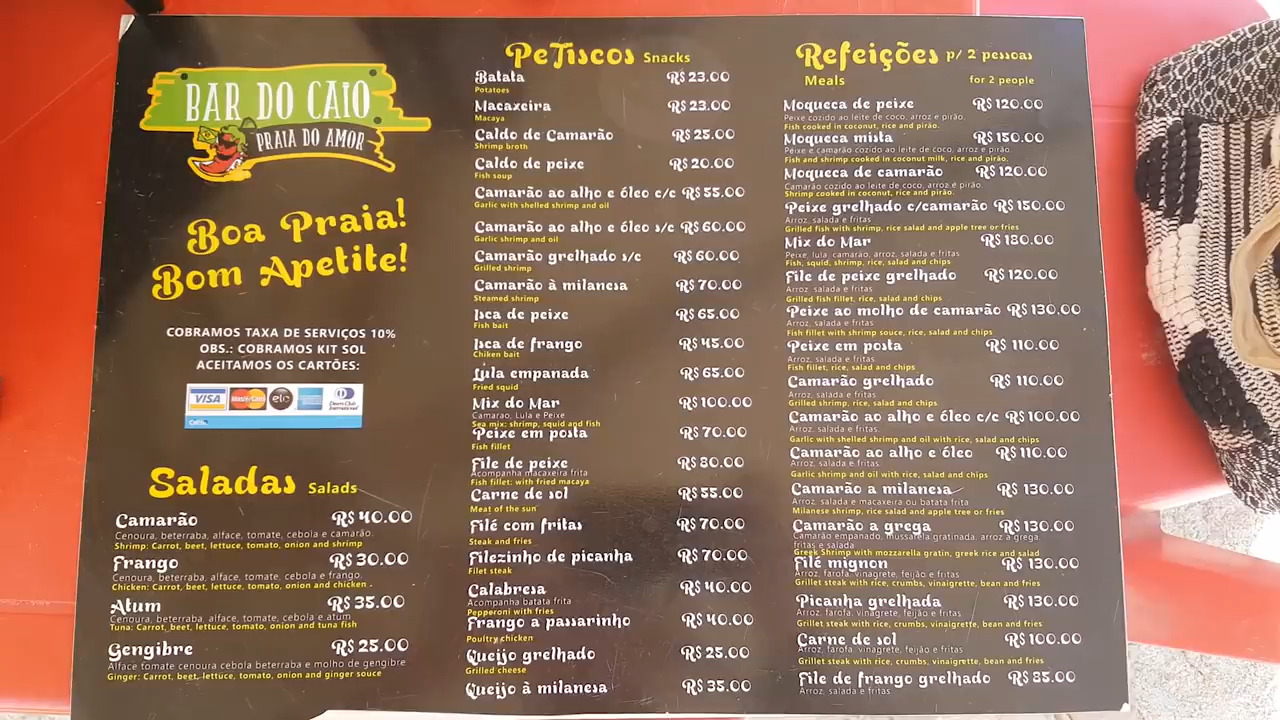 BAR DO CAIO
PRAIA DO AMOR
Boa Praia!
Bom Apetite!
COBRAMOS TAXA DE SERVIÇOS 10%
OBS.: COBRAMOS KIT SOL
ACEITAMOS OS CARTÕES:
VISA MasterCard elo Diners Club International
Cielo
Saladas Salads
Camarão R$ 40.00
Cenoura, beterraba, alface, tomate, cebola e camarão.
Shrimp: Carrot, beet, lettuce, tomato, onion and shrimp
Frango R$ 30.00
Cenoura, beterraba, alface, tomate, cebola e frango.
Chicken: Carrot, beet, lettuce, tomato, onion and chicken .
Atum R$ 35.00
Cenoura, beterraba, alface, tomate, cebola e atum
Tuna: Carrot, beet, lettuce, tomato, onion and tuna fish
Gengibre R$ 25.00
Alface tomate cenoura cebola beterraba e molho de gengibre
Ginger: Carrot, beet, lettuce, tomato, onion and ginger souce
PeTiscos Snacks
Batata R$ 23.00
Potatoes
Macaxeira R$ 23.00
Macaya
Caldo de Camarão R$ 25.00
Shrimp broth
Caldo de peixe R$ 20.00
Fish soup
Camarão ao alho e óleo c/c R$ 55.00
Garlic with shelled shrimp and oil
Camarão ao alho e óleo s/c R$ 60.00
Garlic shrimp and oil
Camarão grelhado s/c R$ 60.00
Grilled shrimp
Camarão à milanesa R$ 70.00
Steamed shrimp
Isca de peixe R$ 65.00
Fish bait
Isca de frango R$ 45.00
Chiken bait
Lula empanada R$ 65.00
Fried squid
Mix do Mar R$ 100.00
Camarao, Lula e Peixe
Sea mix: shrimp, squid and fish
Peixe em posta R$ 70.00
Fish fillet
File de peixe R$ 80.00
Acompanha macaxeira frita
Fish fillet: with fried macaya
Carne de sol R$ 55.00
Meat of the sun
Filé com fritas R$ 70.00
Steak and fries
Filezinho de picanha R$ 70.00
Filet steak
Calabresa R$ 40.00
Acompanha batata frita
Pepperoni with fries
Frango a passarinho R$ 40.00
Poultry chicken
Queijo grelhado R$ 25.00
Grilled cheese
Queijo à milanesa R$ 35.00
Refeições p/ 2 pessoas
Meals for 2 people
Moqueca de peixe R$ 120.00
Peixe cozido ao leite de coco, arroz e pirão.
Fish cooked in coconut, rice and pirão.
Moqueca mista R$ 150.00
Peixe e camarão cozido ao leite de coco, arroz e pirão.
Fish and shrimp cooked in coconut milk, rice and pirão.
Moqueca de camarão R$ 120.00
Camarão cozido ao leite de coco, arroz e pirão.
Shrimp cooked in coconut, rice and pirão.
Peixe grelhado c/camarão R$ 150.00
Arroz, salada e fritas
Grilled fish with shrimp, rice salad and apple tree or fries
Mix do Mar R$ 180.00
Peixe, lula, camarão, arroz, salada e fritas
Fish, squid, shrimp, rice, salad and chips
File de peixe grelhado R$ 120.00
Arroz, salada e fritas
Grilled fish fillet, rice, salad and chips
Peixe ao molho de camarão R$ 130.00
Arroz, salada e fritas
Fish fillet with shrimp souce, rice, salad and chips
Peixe em posta R$ 110.00
Arroz, salada e fritas
Fish fillet, rice, salad and chips
Camarão grelhado R$ 110.00
Arroz, salada e fritas
Grilled shrimp, rice, salad and chips
Camarão ao alho e óleo c/c R$ 100.00
Arroz, salada e fritas.
Garlic with shelled shrimp and oil with rice, salad and chips
Camarão ao alho e óleo R$ 110.00
Arroz, salada e fritas.
Garlic and oil with rice, salad and chips
Camarão a milanesa R$ 130.00
Arroz, salada e macaxeira ou batata frita
Milanese shrimp, rice salad and apple tree or fries
Camarão a grega R$ 130.00
Camarão empanado, mussarela gratinada, arroz a grega,
fritas e salada
Greek Shrimp with mozzarella gratin, greek rice and salad
Filé mignon R$ 130.00
Arroz, farofa, vinagrete, feijão e fritas
Grillet steak with rice, crumbs, vinaigrette, bean and fries
Picanha grelhada R$ 130.00
Arroz, farofa, vinagrete, feijão e fritas
Grillet steak with rice, crumbs, vinaigrette, bean and fries
Carne de sol R$ 100.00
Arroz, farofa, vinagrete, feijão e fritas
Grillet steak with rice, crumbs, vinaigrette, bean and fries
File de frango grelhado R$ 85.00
Arroz, salada e fritas